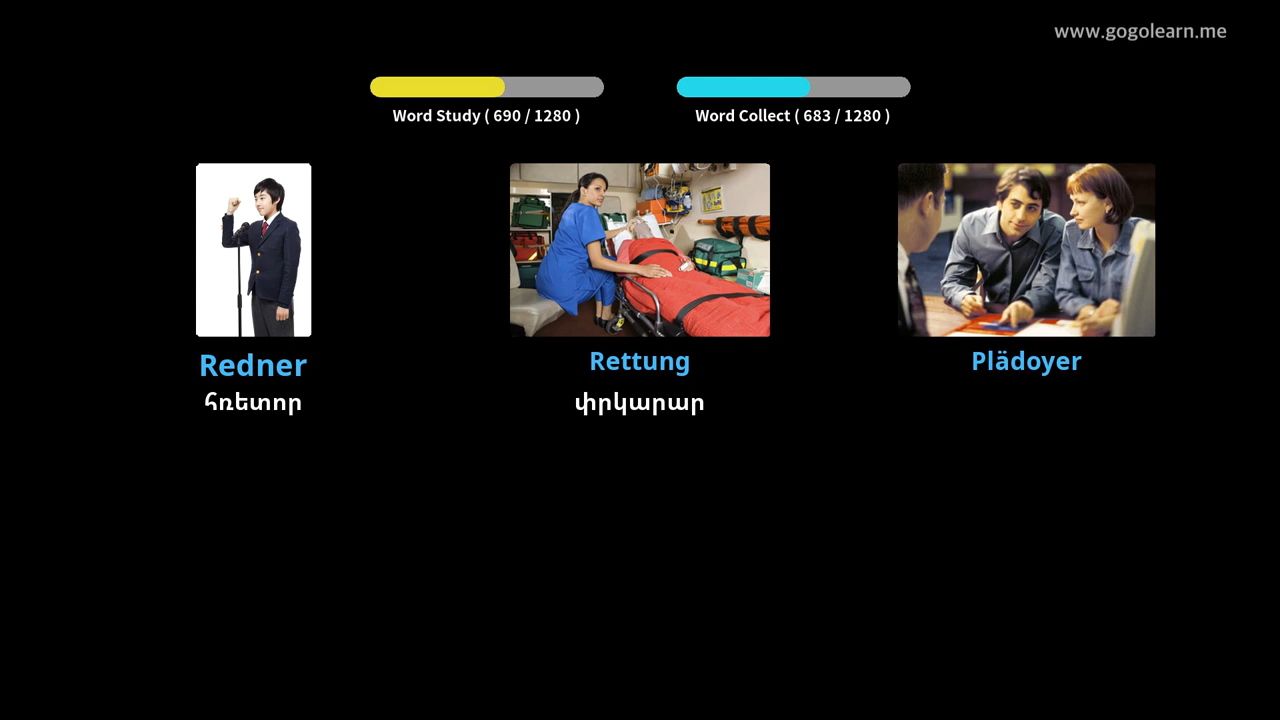 www.gogolearn.me
Word Study ( 690 / 1280 )
Word Collect ( 683 / 1280 )
Redner
Rettung
Plädoyer
հռետոր
փրկարար